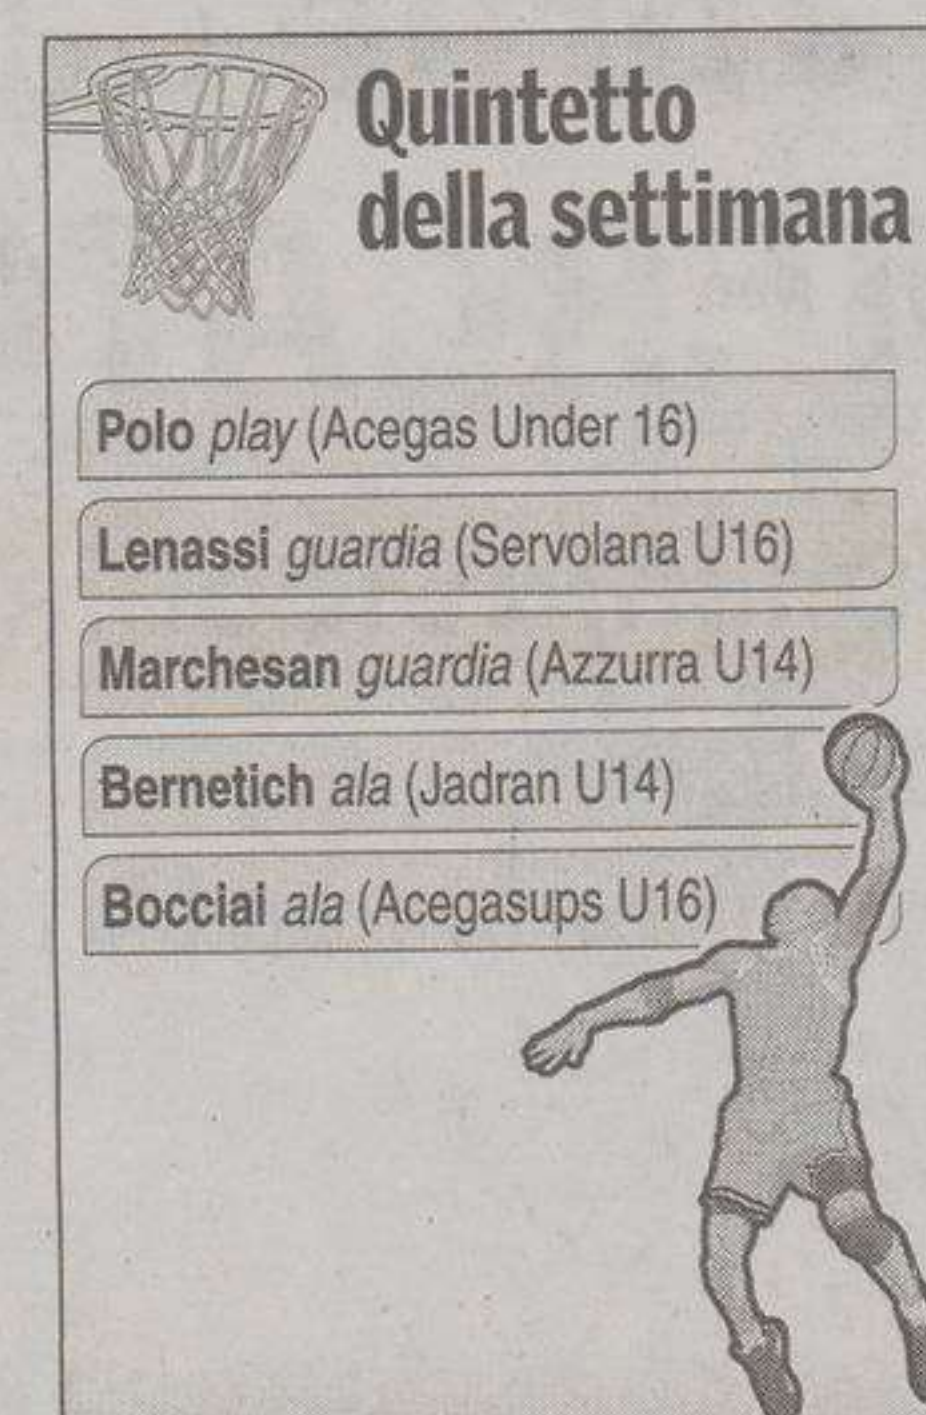 Quintetto
della settimana
Polo play (Acegas Under 16)
Lenassi guardia (Servolana U16)
Marchesan guardia (Azzurra U14)
Bernetich ala (Jadran U14)
Bocciai ala (Acegasups U16)